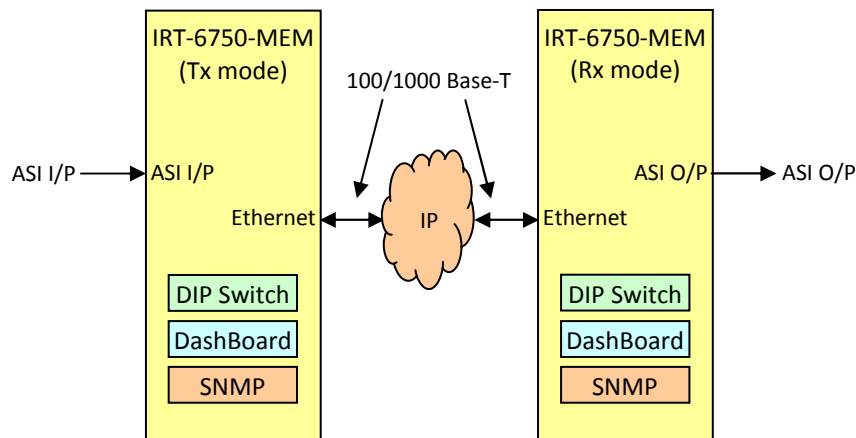 IRT-6750-MEM
(Tx mode)
IRT-6750-MEM
(Rx mode)
100/1000 Base-T
ASI I/P
ASI I/P
ASI O/P
ASI O/P
Ethernet
IP
Ethernet
DIP Switch
DashBoard
SNMP
DIP Switch
DashBoard
SNMP